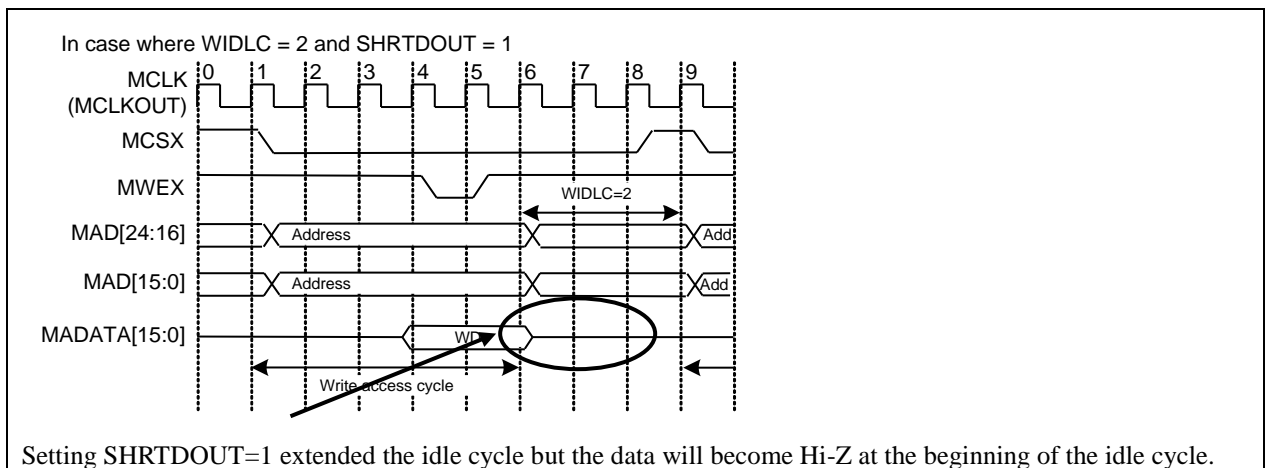 In case where WIDLC = 2 and SHRTDOUT = 1
0 1 2 3 4 5 6 7 8 9
MCLK
(MCLKOUT)
MCSX
MWEX
WIDLC=2
MAD[24:16] Address Add
MAD[15:0] Address Add
MADATA[15:0] WD
Write access cycle
Setting SHRTDOUT=1 extended the idle cycle but the data will become Hi-Z at the beginning of the idle cycle.